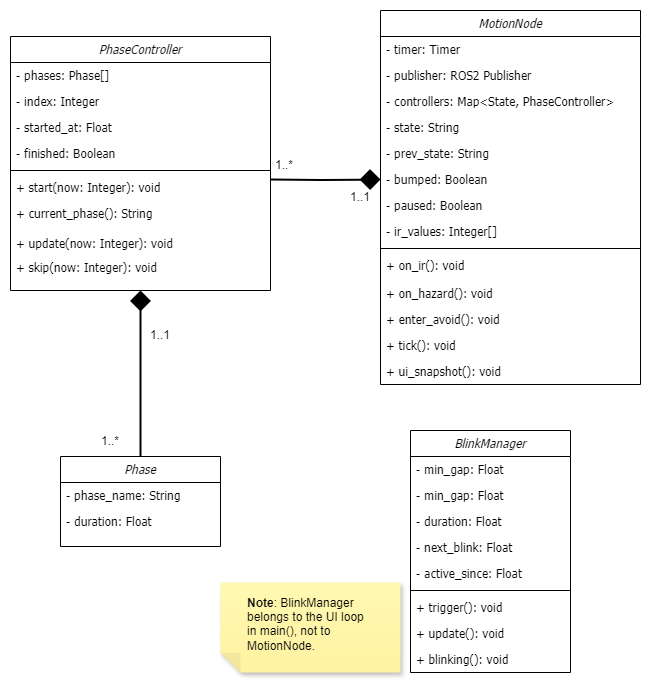 PhaseController
- phases: Phase[]
- index: Integer
- started_at: Float
- finished: Boolean
+ start(now: Integer): void
+ current_phase(): String
+ update(now: Integer): void
+ skip(now: Integer): void
MotionNode
- timer: Timer
- publisher: ROS2 Publisher
- controllers: Map<State, PhaseController>
- state: String
- prev_state: String
- bumped: Boolean
- paused: Boolean
- ir_values: Integer[]
+ on_ir(): void
+ on_hazard(): void
+ enter_avoid(): void
+ tick(): void
+ ui_snapshot(): void
1..*
1..1
1..1
1..*
Phase
- phase_name: String
- duration: Float
BlinkManager
- min_gap: Float
- min_gap: Float
- duration: Float
- next_blink: Float
- active_since: Float
+ trigger(): void
+ update(): void
+ blinking(): void
Note: BlinkManager
belongs to the UI loop
in main(), not to
MotionNode.